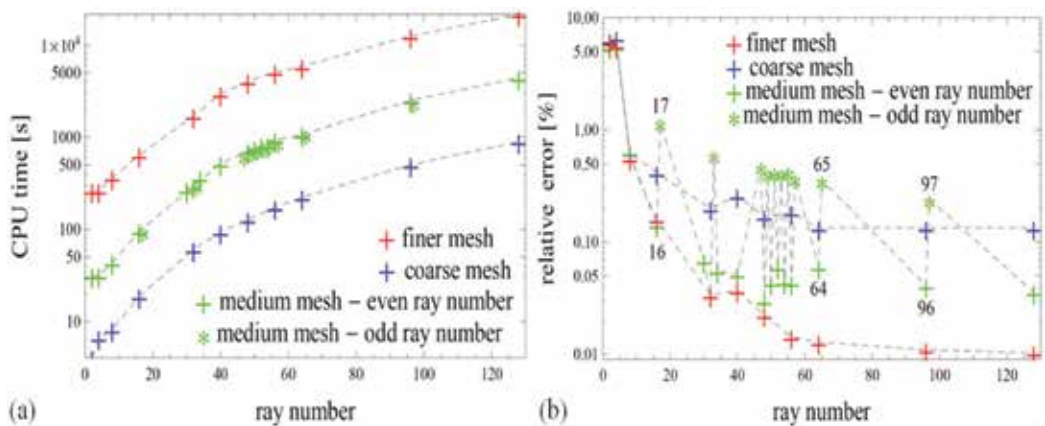 CPU time [s]
1×10⁴
5000
1000
500
100
50
10
finer mesh
coarse mesh
medium mesh – even ray number
medium mesh – odd ray number
0 20 40 60 80 100 120
ray number
(a)
relative error [%]
10.00
5.00
1.00
0.50
0.10
0.05
0.01
finer mesh
coarse mesh
medium mesh – even ray number
medium mesh – odd ray number
17
16
65
64
97
96
0 20 40 60 80 100 120
ray number
(b)